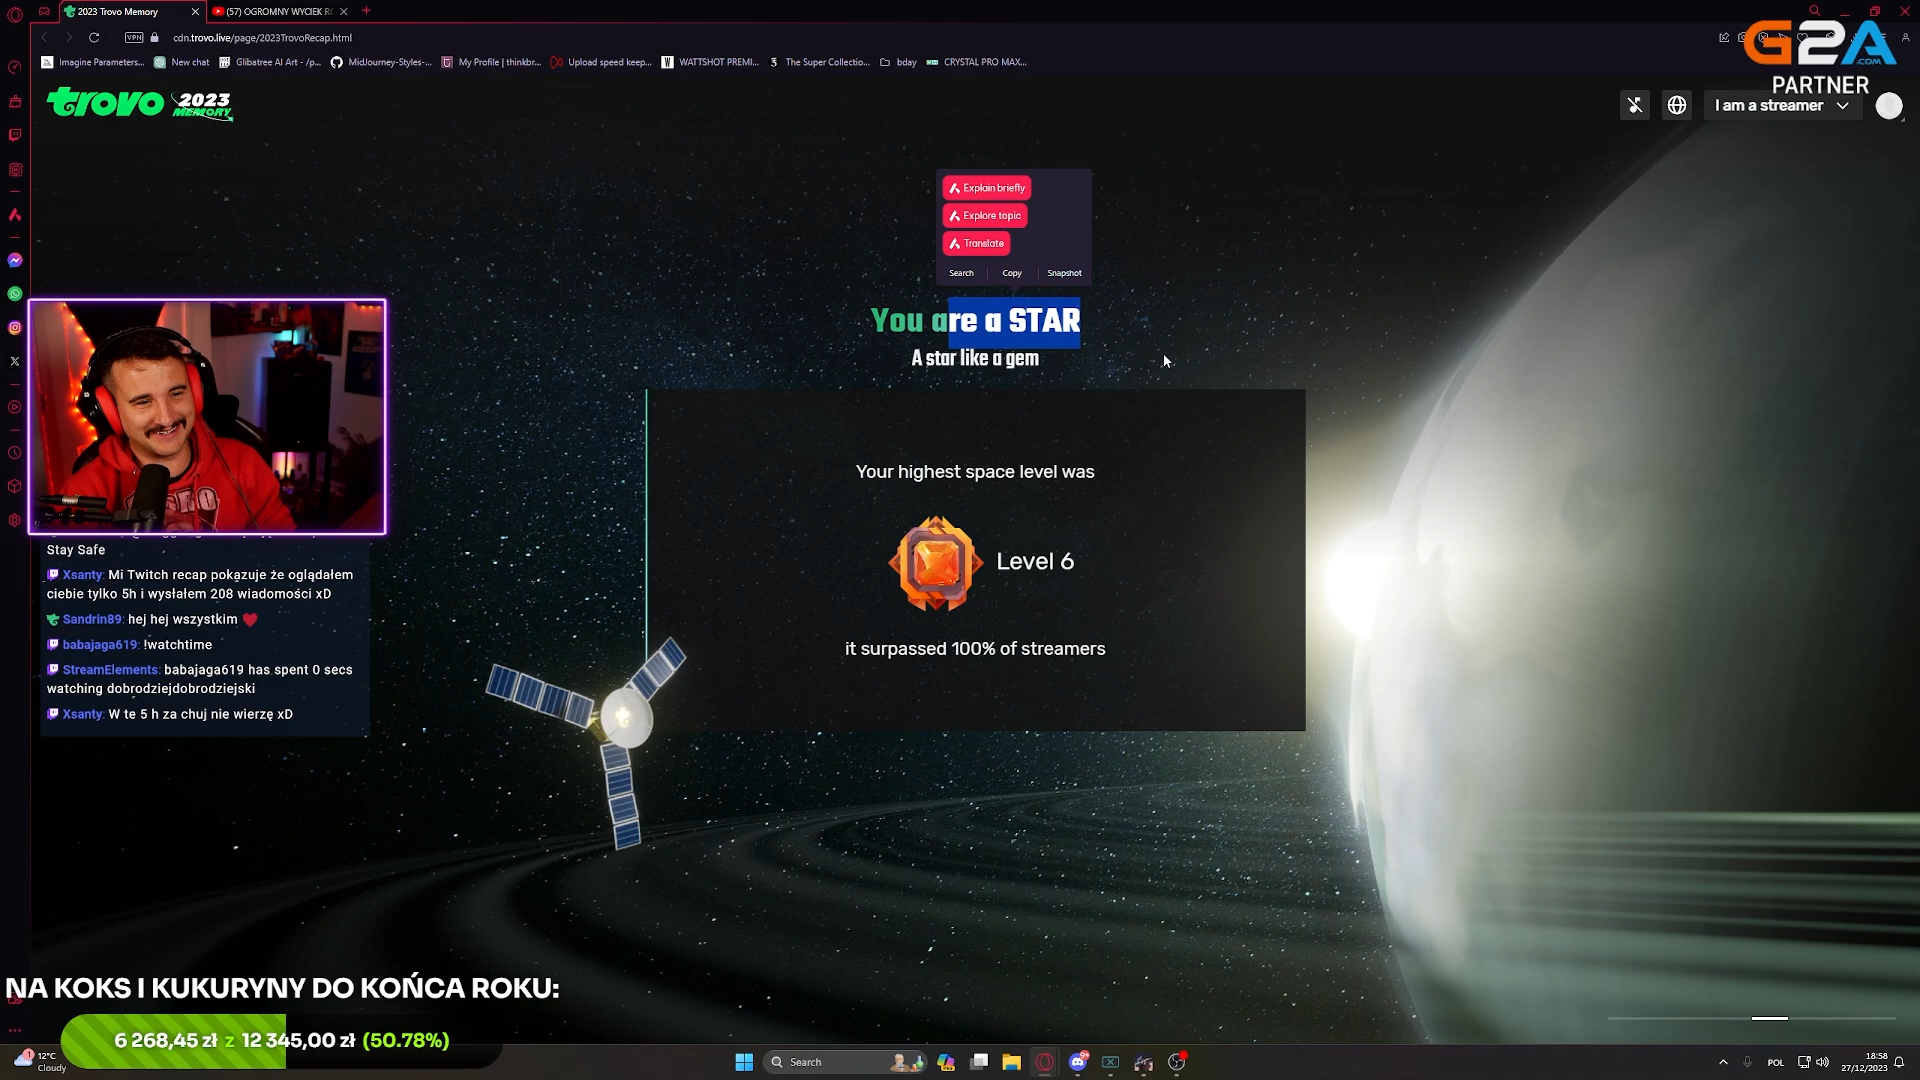 2023 Trovo Memory
(57) OGROMNY WYCIEK RO
VPN
cdn.trovo.live/page/2023TrovoRecap.html
Imagine Parameters...
New chat
Glibatree AI Art - /p...
MidJourney-Styles-...
My Profile | thinkbr...
Upload speed keep...
WATTSHOT PREMI...
The Super Collectio...
bday
CRYSTAL PRO MAX...
G2A
.COM
PARTNER
trovo 2023
MEMORY
I am a streamer
Explain briefly
Explore topic
Translate
Search
Copy
Snapshot
You are a STAR
A star like a gem
Your highest space level was
Level 6
it surpassed 100% of streamers
Stay Safe
Xsanty: Mi Twitch recap pokazuje że oglądałem
ciebie tylko 5h i wysłałem 208 wiadomości xD
Sandrin89: hej hej wszystkim
babajaga619: !watchtime
StreamElements: babajaga619 has spent 0 secs
watching dobrodziejdobrodziejski
Xsanty: W te 5 h za chuj nie wierzę xD
NA KOKS I KUKURYNY DO KOŃCA ROKU:
6 268,45 zł z 12 345,00 zł (50.78%)
1
12°C
Cloudy
Search
POL
18:58
27/12/2023